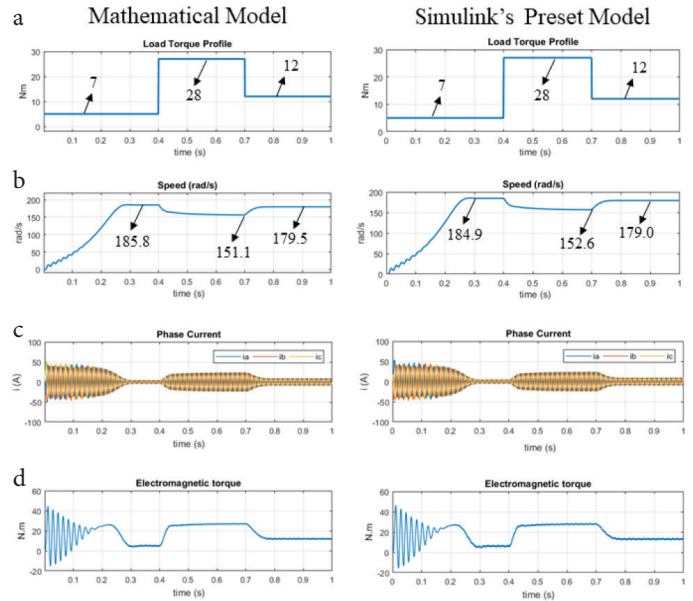 Mathematical Model
Simulink's Preset Model
a
Load Torque Profile
30
20
10
0
Nm
7
28
12
0.1 0.2 0.3 0.4 0.5 0.6 0.7 0.8 0.9 1
time (s)
Load Torque Profile
30
20
10
0
Nm
7
28
12
0 0.1 0.2 0.3 0.4 0.5 0.6 0.7 0.8 0.9 1
time (s)
b
Speed (rad/s)
200
150
100
50
0
rad/s
185.8
151.1
179.5
0.1 0.2 0.3 0.4 0.5 0.6 0.7 0.8 0.9 1
time (s)
Speed (rad/s)
200
150
100
50
0
rad/s
184.9
152.6
179.0
0 0.1 0.2 0.3 0.4 0.5 0.6 0.7 0.8 0.9 1
time (s)
c
Phase Current
100
50
0
-50
-100
i (A)
ia ib ic
0.1 0.2 0.3 0.4 0.5 0.6 0.7 0.8 0.9 1
time (s)
Phase Current
100
50
0
-50
-100
i (A)
ia ib ic
0 0.1 0.2 0.3 0.4 0.5 0.6 0.7 0.8 0.9 1
time (s)
d
Electromagnetic torque
60
40
20
0
-20
N.m
0.1 0.2 0.3 0.4 0.5 0.6 0.7 0.8 0.9 1
time (s)
Electromagnetic torque
60
40
20
0
-20
N.m
0 0.1 0.2 0.3 0.4 0.5 0.6 0.7 0.8 0.9 1
time (s)